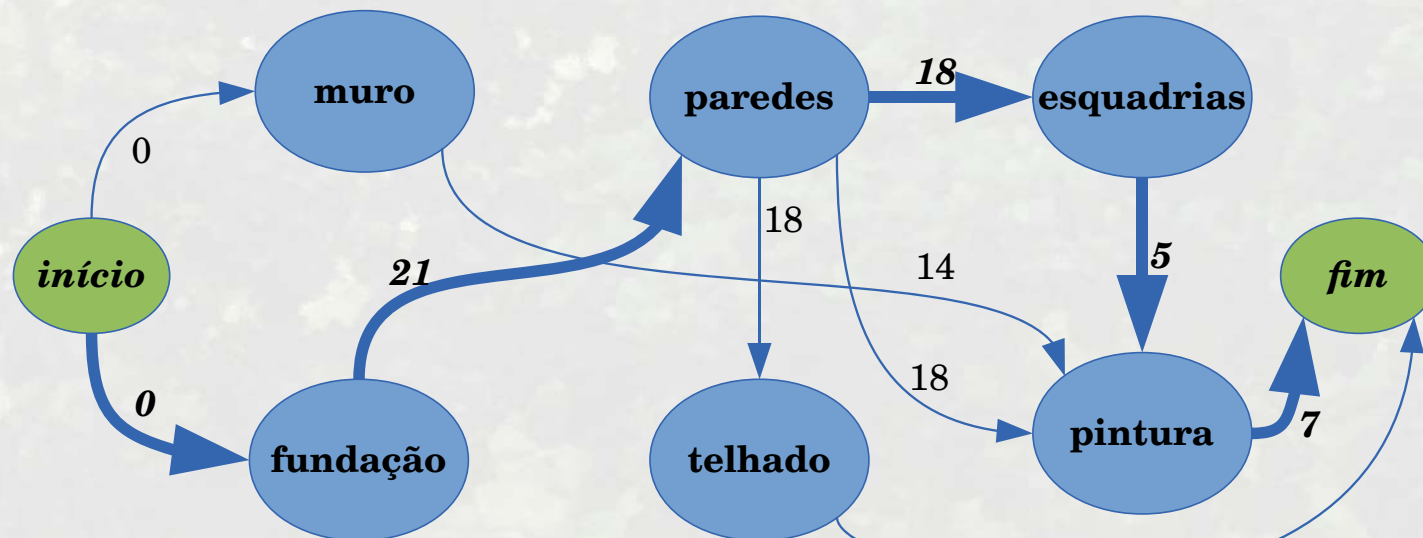 muro
paredes
18
esquadrias
0
18
início
21
14
5
fim
0
18
7
fundação
telhado
pintura